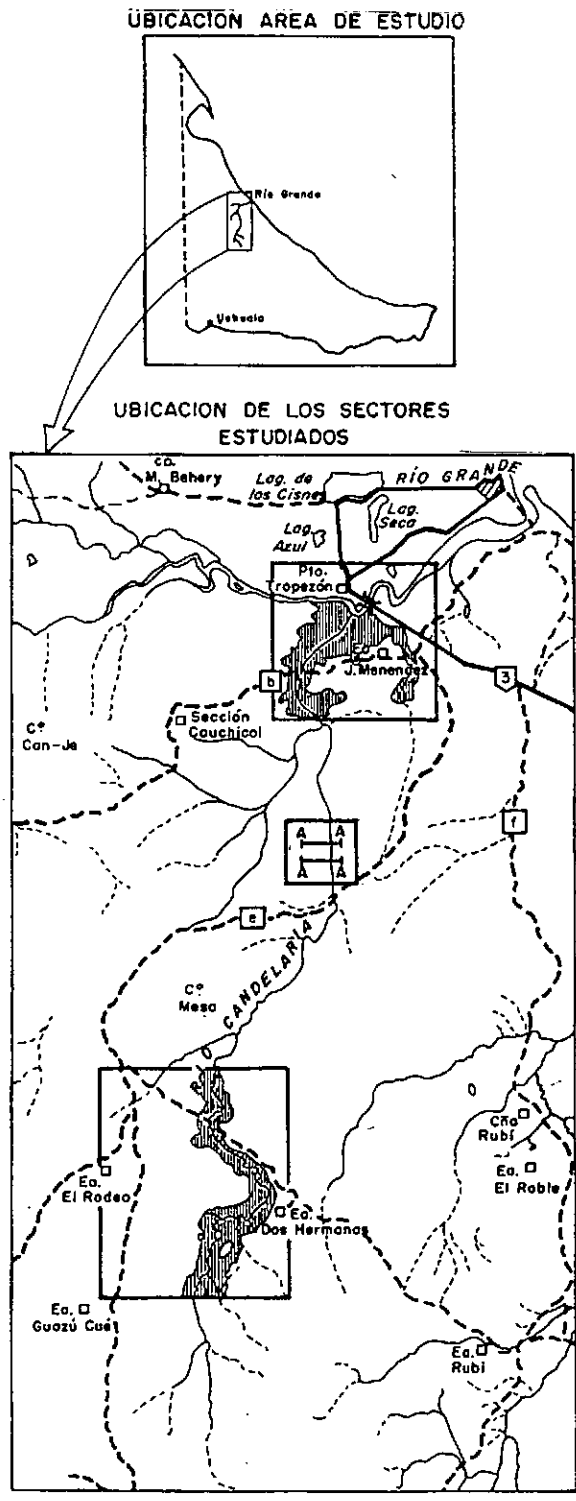 UBICACION AREA DE ESTUDIO
Río Grande
Ushuaia
UBICACION DE LOS SECTORES
ESTUDIADOS
CO.
M. Behery
Lag. de
los Cisnes
RÍO GRANDE
Lag.
Seca
Lag.
Azul
Pto.
Tropezón
Ea.
J. Menendez
b
3
Sección
Cauchicol
Cº
Can-Je
A A
A A
f
e
Cº
Mesa
RIO CANDELARIA
Cña
Rubí
Ea.
El Roble
Ea.
El Rodeo
Ea.
Dos Hermanas
Ea.
Guazú Cué
Ea.
Rubí